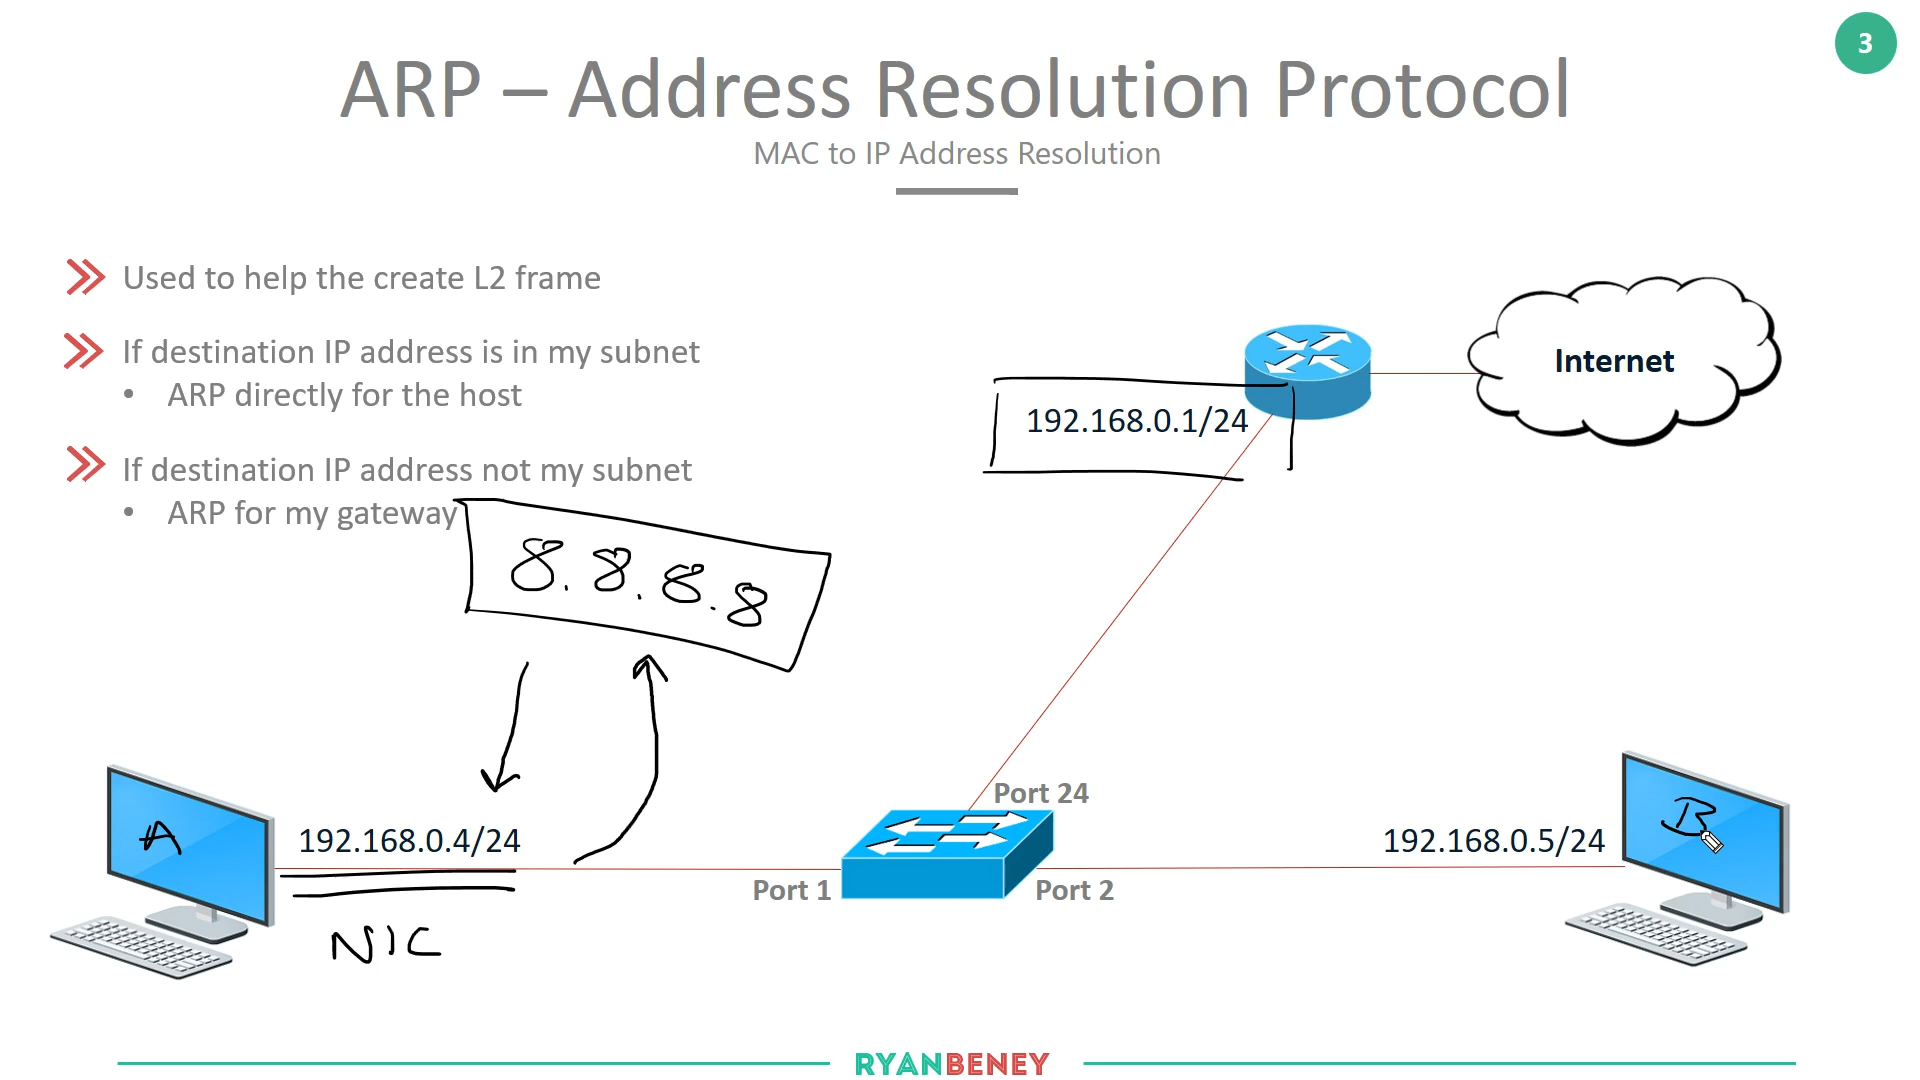 3
ARP – Address Resolution Protocol
MAC to IP Address Resolution
Used to help the create L2 frame
If destination IP address is in my subnet
• ARP directly for the host
If destination IP address not my subnet
• ARP for my gateway
8.8.8.8
192.168.0.1/24
Internet
Port 24
A
192.168.0.4/24
Port 1
Port 2
192.168.0.5/24
B
NIC
RYANBENEY